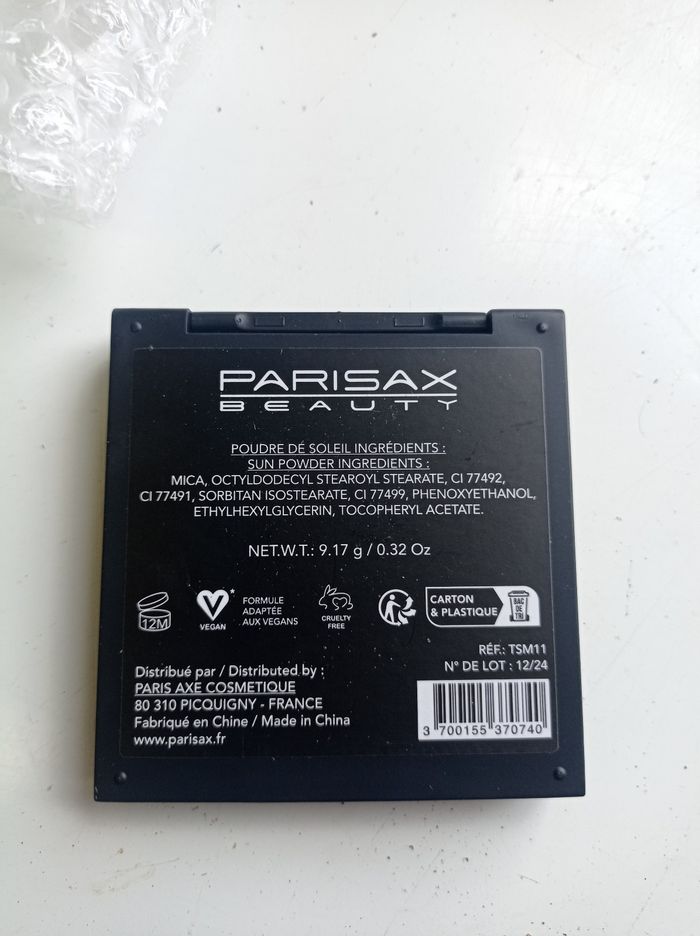 PARISAX
BEAUTY
POUDRE DE SOLEIL INGRÉDIENTS :
SUN POWDER INGREDIENTS :
MICA, OCTYLDODECYL STEAROYL STEARATE, CI 77492,
CI 77491, SORBITAN ISOSTEARATE, CI 77499, PHENOXYETHANOL,
ETHYLHEXYLGLYCERIN, TOCOPHERYL ACETATE.
NET.W.T.: 9.17 g / 0.32 Oz
12M
VEGAN
*
FORMULE
ADAPTÉE
AUX VEGANS
CRUELTY
FREE
CARTON
& PLASTIQUE
BAC
DE
TRI
RÉF.: TSM11
N° DE LOT : 12/24
Distribué par / Distributed by :
PARIS AXE COSMETIQUE
80 310 PICQUIGNY - FRANCE
Fabriqué en Chine / Made in China
www.parisax.fr
3 700155 370740